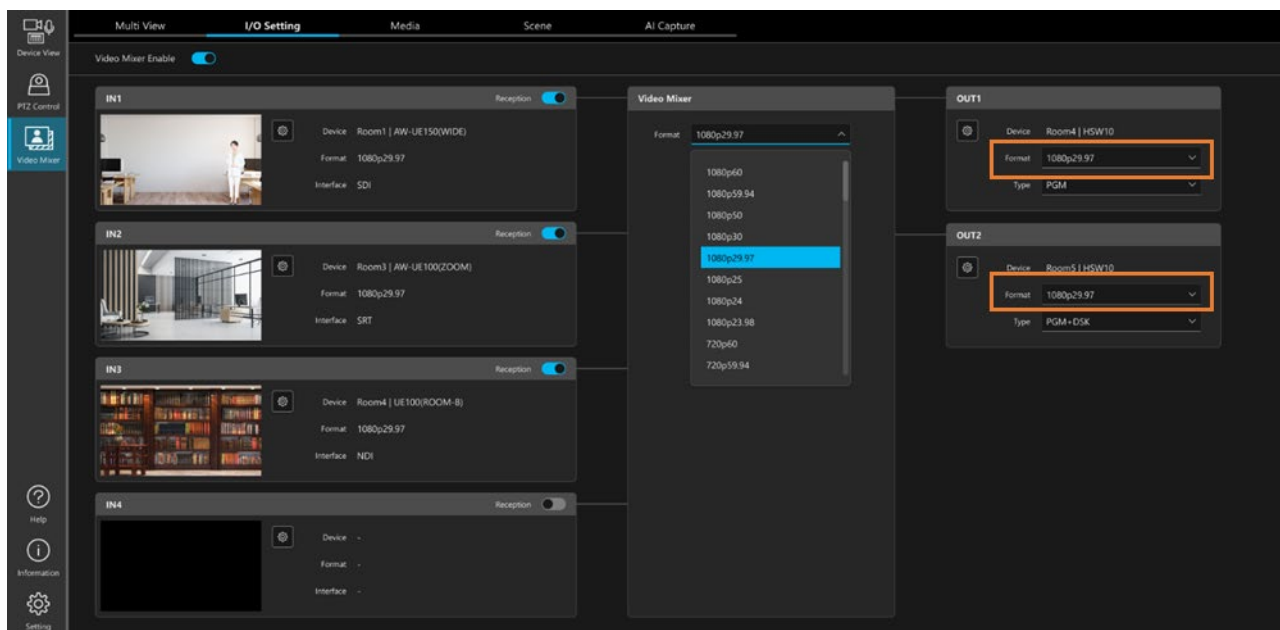 Multi View
I/O Setting
Media
Scene
AI Capture
Device View
PTZ Control
Video Mixer
Help
Information
Setting
Video Mixer Enable
IN1
Reception
Device Room1 | AW-UE150(WIDE)
Format 1080p29.97
Interface SDI
IN2
Reception
Device Room3 | AW-UE100(ZOOM)
Format 1080p29.97
Interface SRT
IN3
Reception
Device Room4 | UE100(ROOM-B)
Format 1080p29.97
Interface NDI
IN4
Reception
Device -
Format -
Interface -
Video Mixer
Format 1080p29.97
1080p60
1080p59.94
1080p50
1080p30
1080p29.97
1080p25
1080p24
1080p23.98
720p60
720p59.94
OUT1
Device Room4 | HSW10
Format 1080p29.97
Type PGM
OUT2
Device Room5 | HSW10
Format 1080p29.97
Type PGM+DSK